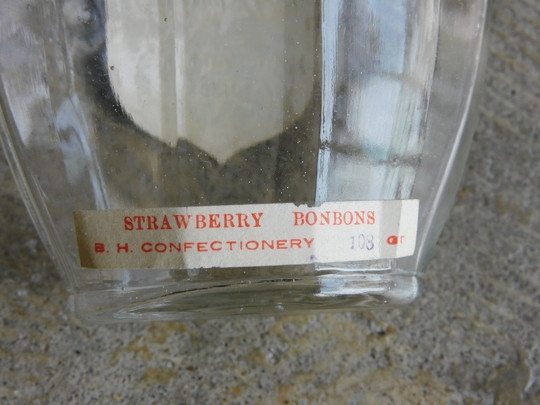 STRAWBERRY BONBONS
B. H. CONFECTIONERY 108 Gr